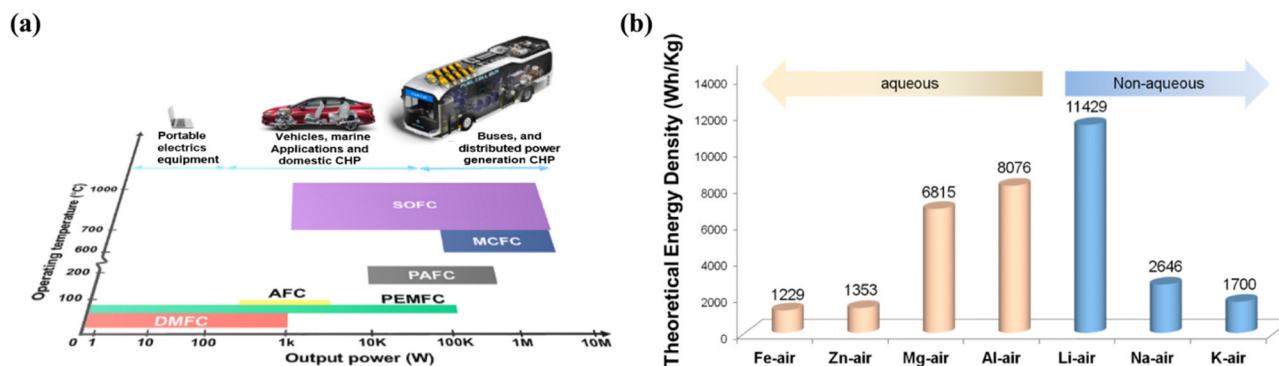 (a)
Portable
electrics
equipment
Vehicles, marine
Applications and
domestic CHP
Buses, and
distributed power
generation CHP
Operating temperature (°C)
1000
700
600
200
100
0
SOFC
MCFC
PAFC
AFC
PEMFC
DMFC
0 1 10 100 1k 10K 100K 1M 10M
Output power (W)
(b)
Theoretical Energy Density (Wh/Kg)
14000
12000
10000
8000
6000
4000
2000
0
aqueous
Non-aqueous
1229
1353
6815
8076
11429
2646
1700
Fe-air Zn-air Mg-air Al-air Li-air Na-air K-air